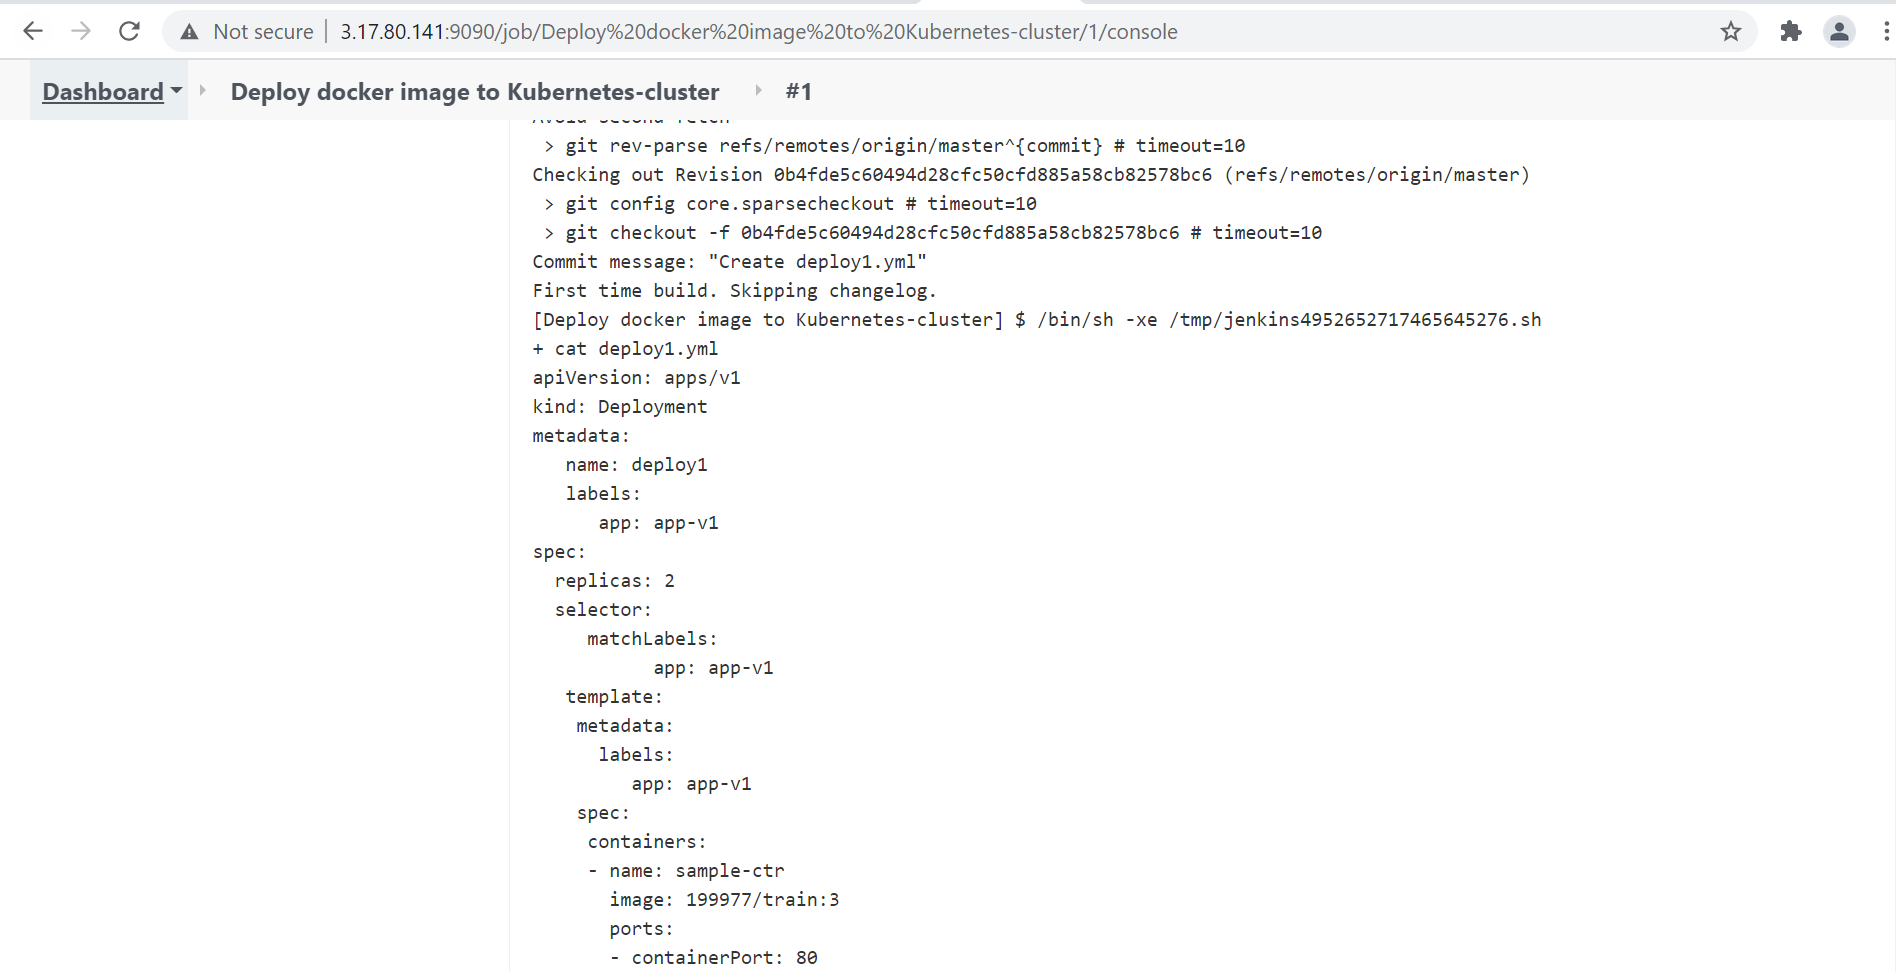 Not secure | 3.17.80.141:9090/job/Deploy%20docker%20image%20to%20Kubernetes-cluster/1/console
Dashboard Deploy docker image to Kubernetes-cluster #1
Avoid second fetch
> git rev-parse refs/remotes/origin/master^{commit} # timeout=10
Checking out Revision 0b4fde5c60494d28cfc50cfd885a58cb82578bc6 (refs/remotes/origin/master)
> git config core.sparsecheckout # timeout=10
> git checkout -f 0b4fde5c60494d28cfc50cfd885a58cb82578bc6 # timeout=10
Commit message: "Create deploy1.yml"
First time build. Skipping changelog.
[Deploy docker image to Kubernetes-cluster] $ /bin/sh -xe /tmp/jenkins4952652717465645276.sh
+ cat deploy1.yml
apiVersion: apps/v1
kind: Deployment
metadata:
   name: deploy1
   labels:
      app: app-v1
spec:
  replicas: 2
  selector:
     matchLabels:
           app: app-v1
   template:
    metadata:
      labels:
         app: app-v1
    spec:
     containers:
     - name: sample-ctr
       image: 199977/train:3
       ports:
       - containerPort: 80